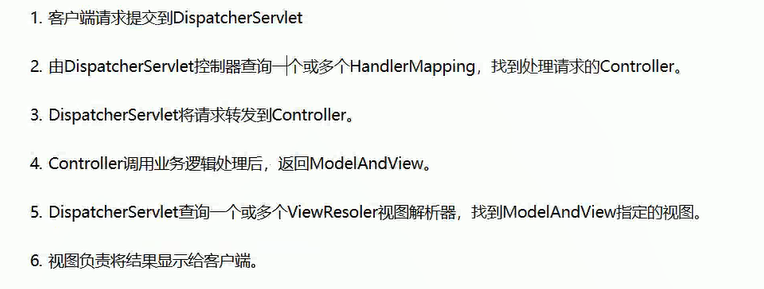 1. 客户端请求提交到DispatcherServlet
2. 由DispatcherServlet控制器查询一个或多个HandlerMapping，找到处理请求的Controller。
3. DispatcherServlet将请求转发到Controller。
4. Controller调用业务逻辑处理后，返回ModelAndView。
5. DispatcherServlet查询一个或多个ViewResoler视图解析器，找到ModelAndView指定的视图。
6. 视图负责将结果显示给客户端。